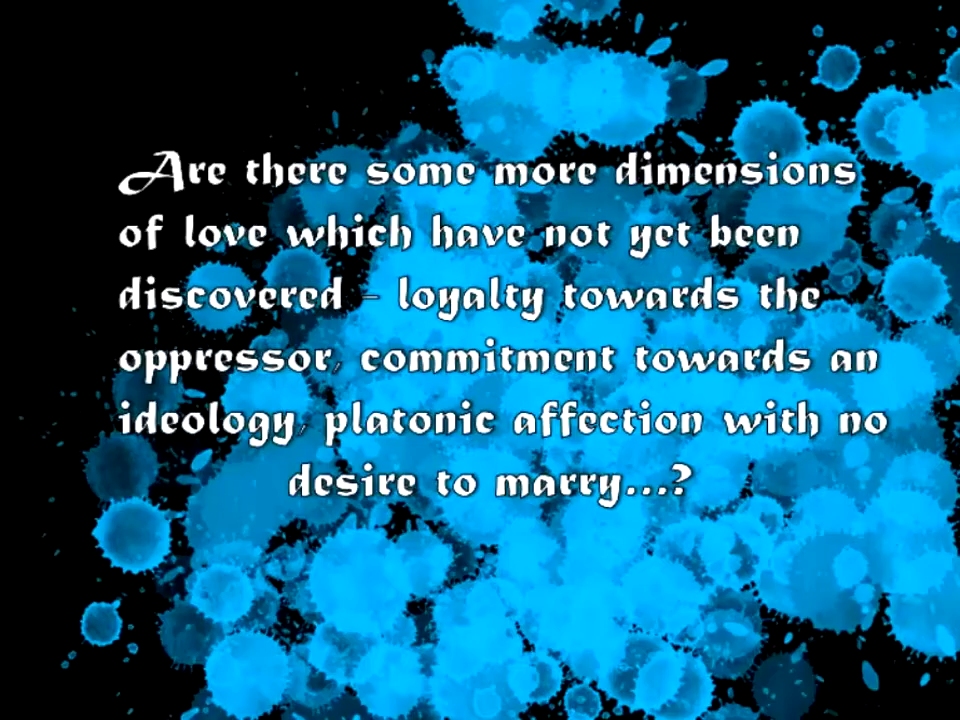 Are there some more dimensions
of love which have not yet been
discovered - loyalty towards the
oppressor, commitment towards an
ideology, platonic affection with no
desire to marry...?